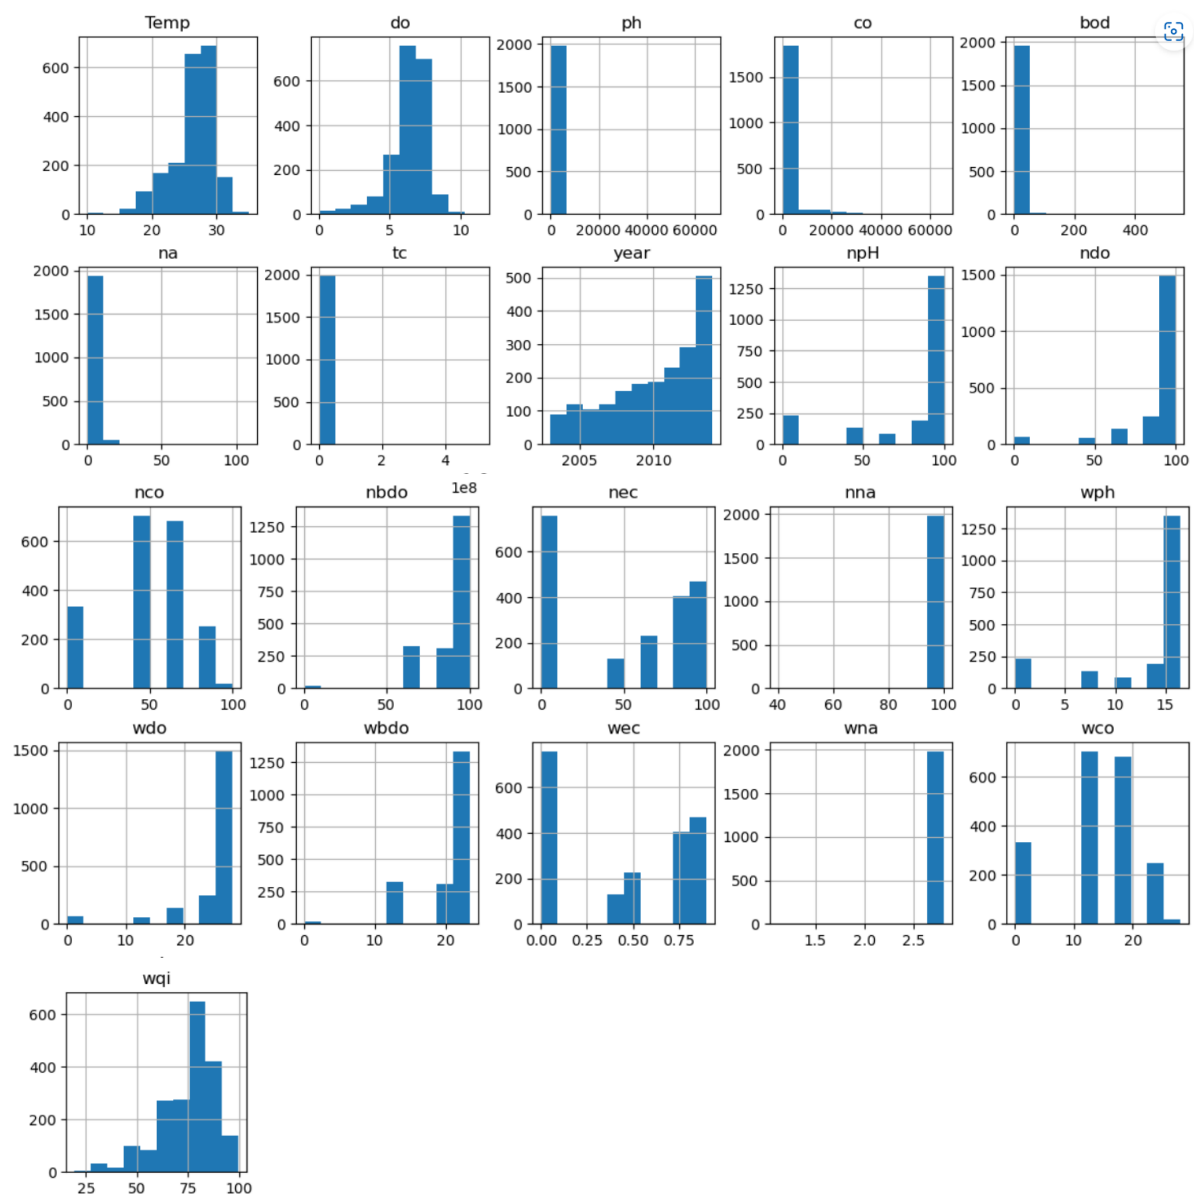 Temp do ph co bod
600 400 200 0
10 20 30
600 400 200 0
0 5 10
2000 1500 1000 500 0
0 20000 40000 60000
1500 1000 500 0
0 20000 40000 60000
2000 1500 1000 500 0
0 200 400
na tc year npH ndo
2000 1500 1000 500 0
0 50 100
2000 1500 1000 500 0
0 2 4
1e8
500 400 300 200 100 0
2005 2010
1250 1000 750 500 250 0
0 50 100
1500 1000 500 0
0 50 100
nco nbdo nec nna wph
600 400 200 0
0 50 100
1250 1000 750 500 250 0
0 50 100
600 400 200 0
0 50 100
2000 1500 1000 500 0
40 60 80 100
1250 1000 750 500 250 0
0 5 10 15
wdo wbdo wec wna wco
1500 1000 500 0
0 10 20
1250 1000 750 500 250 0
0 10 20
600 400 200 0
0.00 0.25 0.50 0.75
2000 1500 1000 500 0
1.5 2.0 2.5
600 400 200 0
0 10 20
wqi
600 400 200 0
25 50 75 100